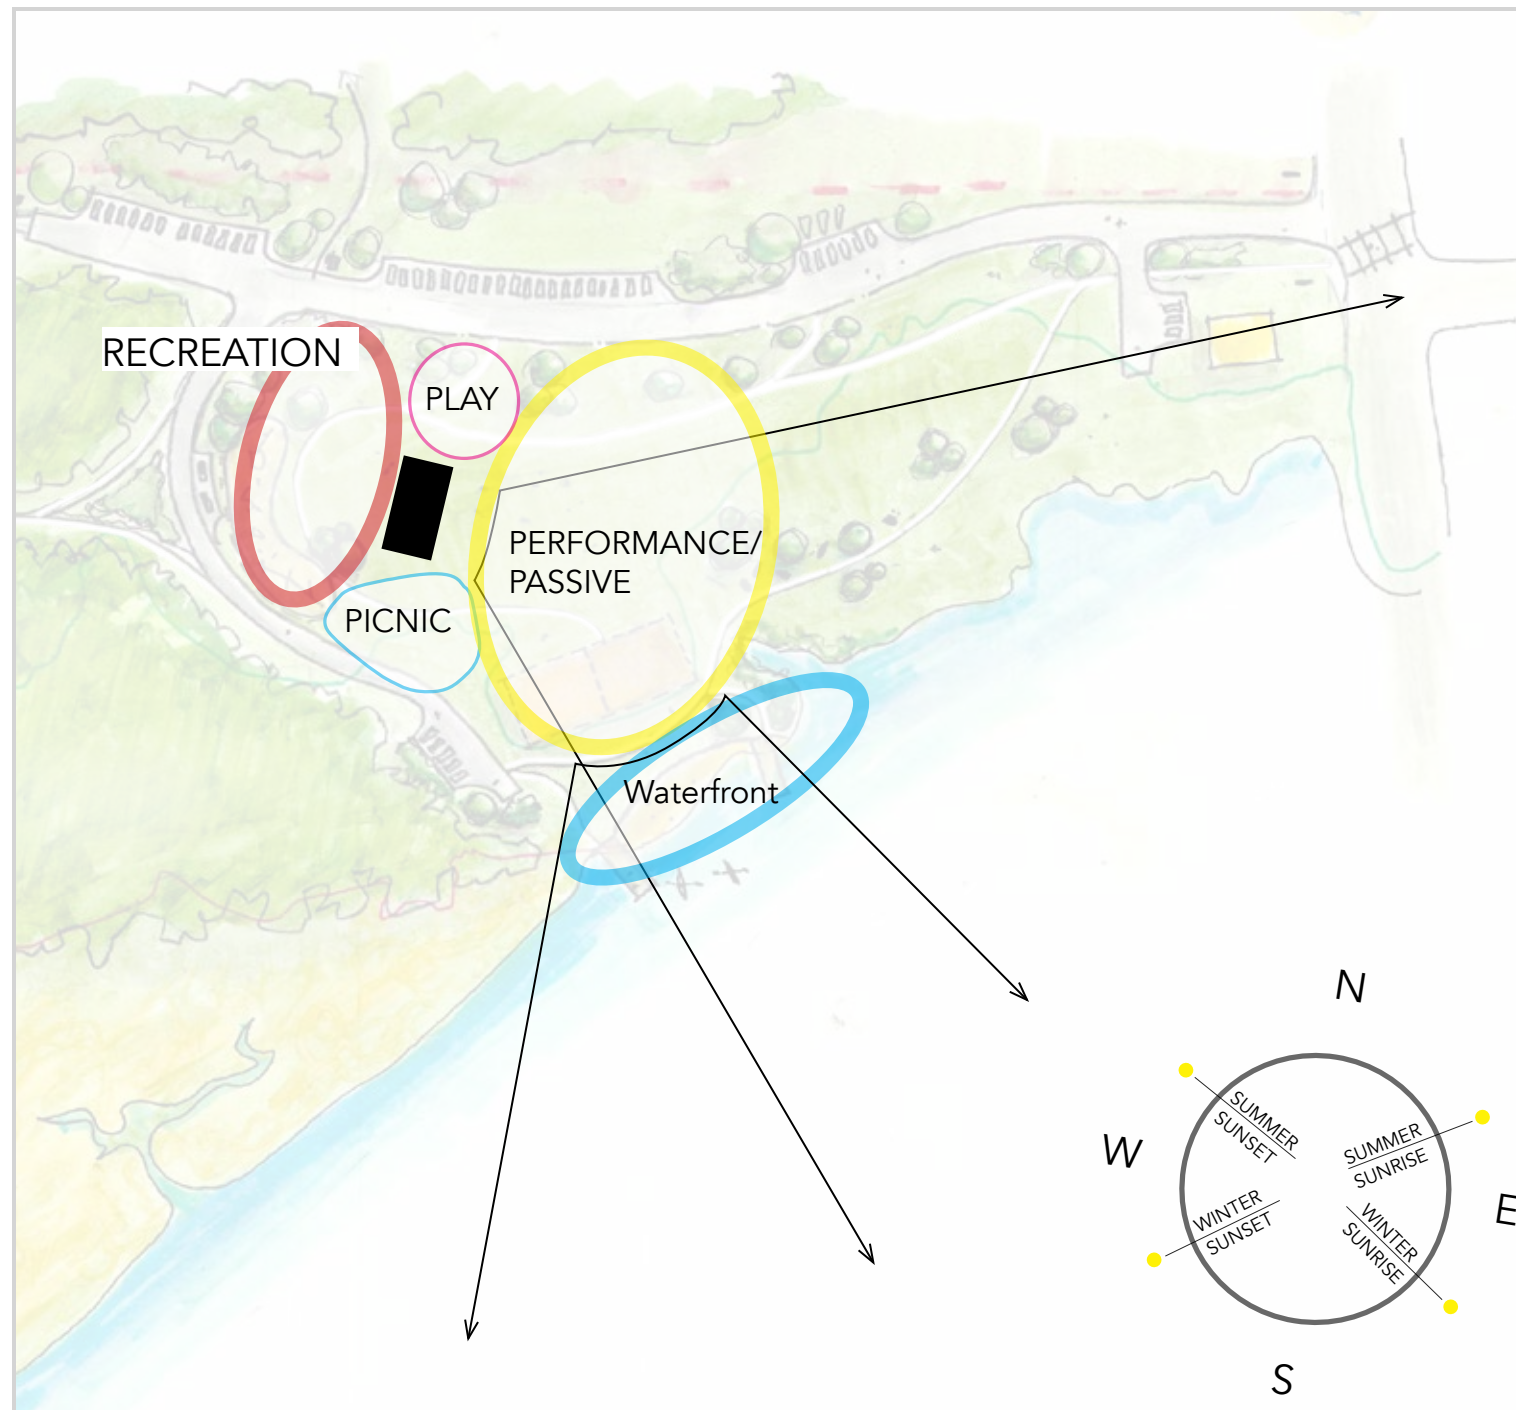 RECREATION
PLAY
PERFORMANCE/
PASSIVE
PICNIC
Waterfront
N
SUMMER
SUNSET
SUMMER
SUNRISE
W
E
WINTER
SUNSET
WINTER
SUNRISE
S